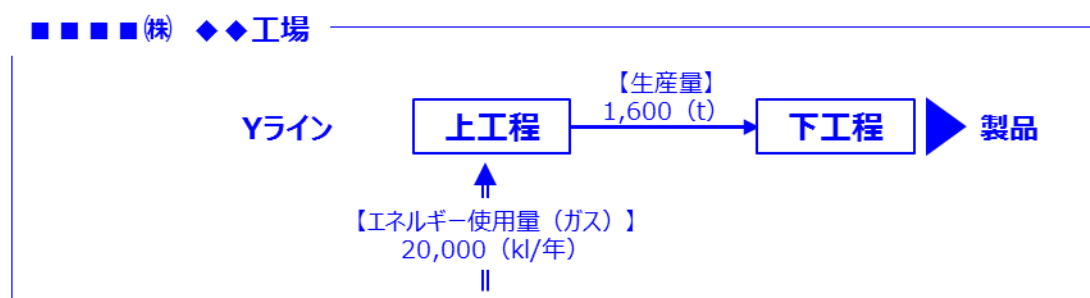 ■■■■㈱ ◆◆工場
【生産量】
1,600（t）
Yライン 上工程 下工程 製品
【エネルギー使用量（ガス）】
20,000（kl/年）